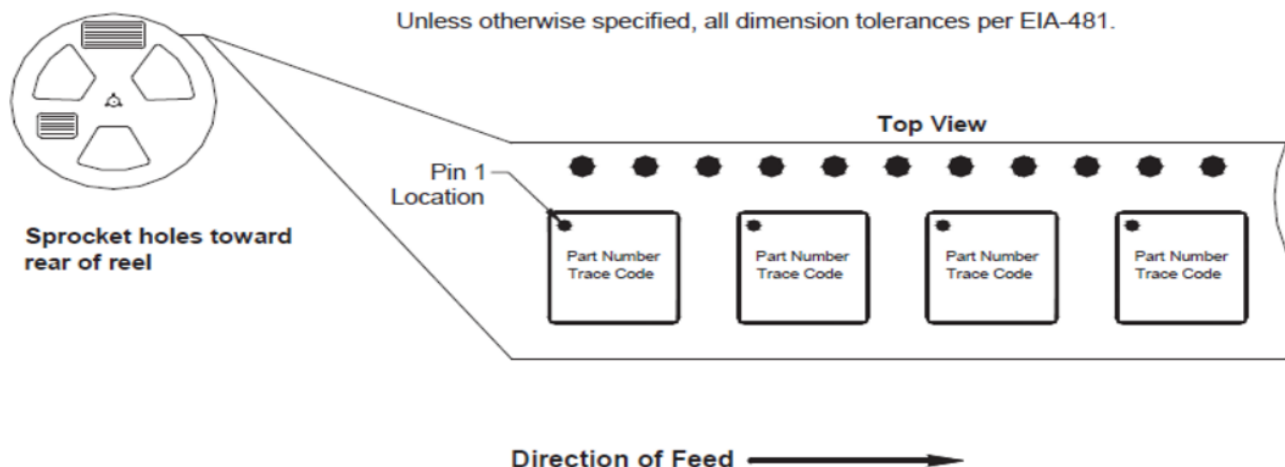 Unless otherwise specified, all dimension tolerances per EIA-481.
Top View
Pin 1
Location
Sprocket holes toward
rear of reel
Part Number
Trace Code
Part Number
Trace Code
Part Number
Trace Code
Part Number
Trace Code
Direction of Feed